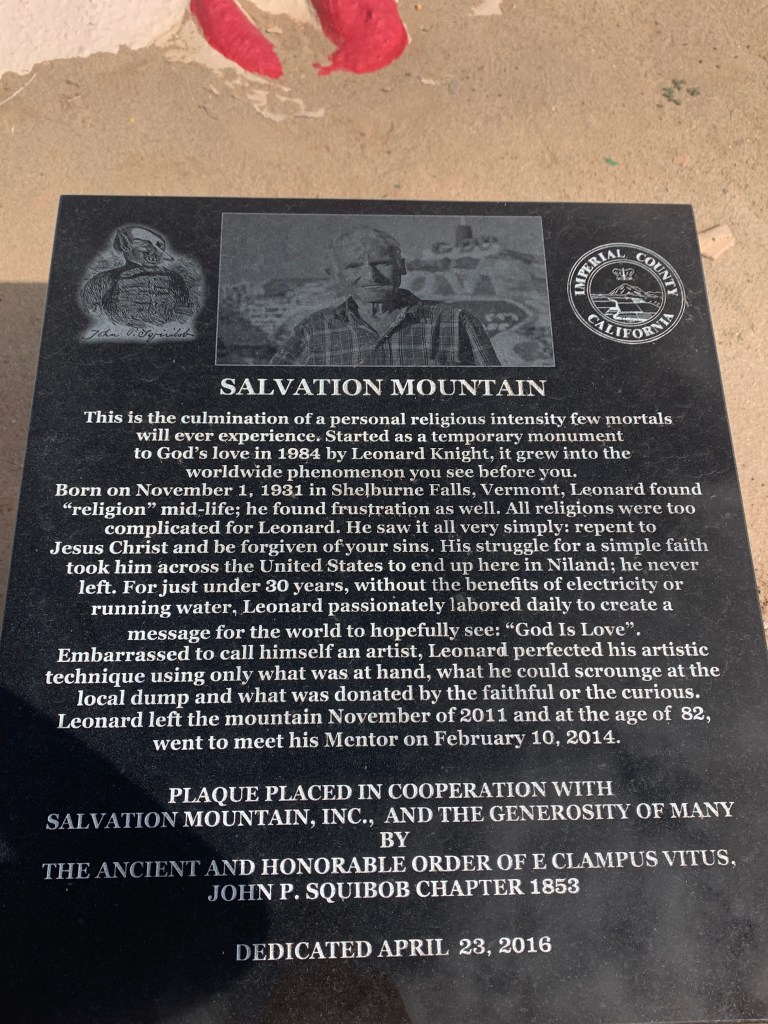 John P. Squibob
IMPERIAL COUNTY
CALIFORNIA
SALVATION MOUNTAIN
This is the culmination of a personal religious intensity few mortals
will ever experience. Started as a temporary monument
to God's love in 1984 by Leonard Knight, it grew into the
worldwide phenomenon you see before you.
Born on November 1, 1931 in Shelburne Falls, Vermont, Leonard found
"religion" mid-life; he found frustration as well. All religions were too
complicated for Leonard. He saw it all very simply: repent to
Jesus Christ and be forgiven of your sins. His struggle for a simple faith
took him across the United States to end up here in Niland; he never
left. For just under 30 years, without the benefits of electricity or
running water, Leonard passionately labored daily to create a
message for the world to hopefully see: "God Is Love".
Embarrassed to call himself an artist, Leonard perfected his artistic
technique using only what was at hand, what he could scrounge at the
local dump and what was donated by the faithful or the curious.
Leonard left the mountain November of 2011 and at the age of 82,
went to meet his Mentor on February 10, 2014.
PLAQUE PLACED IN COOPERATION WITH
SALVATION MOUNTAIN, INC., AND THE GENEROSITY OF MANY
BY
THE ANCIENT AND HONORABLE ORDER OF E CLAMPUS VITUS,
JOHN P. SQUIBOB CHAPTER 1853
DEDICATED APRIL 23, 2016